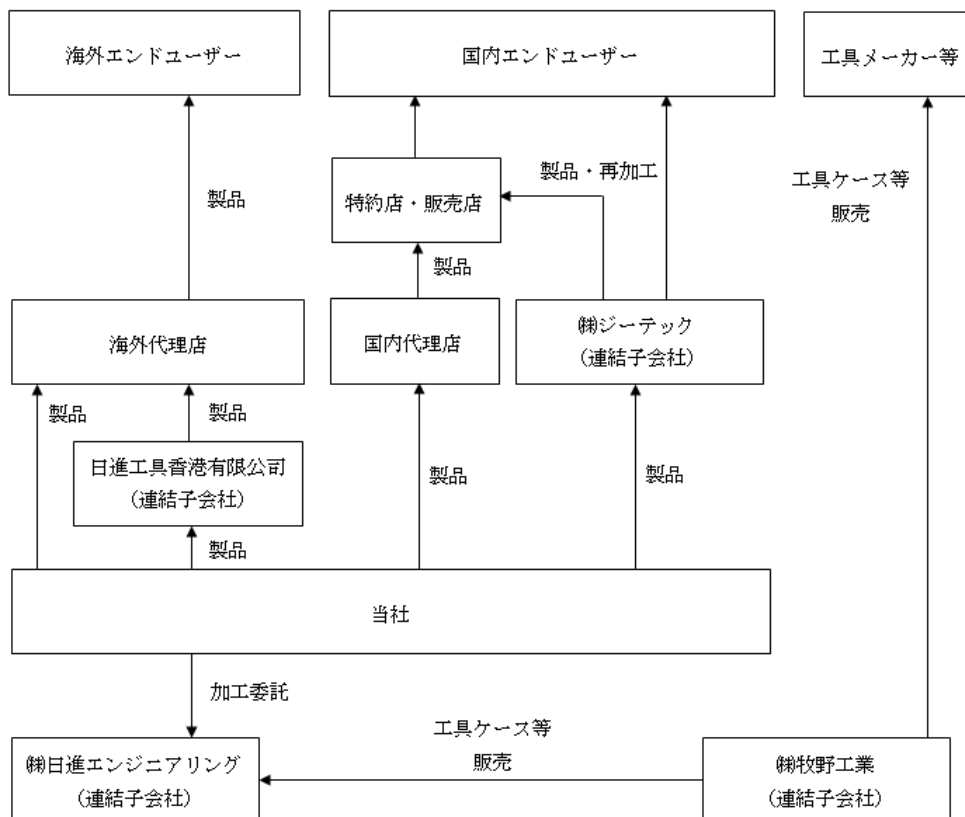 海外エンドユーザー
国内エンドユーザー
工具メーカー等
製品・再加工
工具ケース等
販売
製品
特約店・販売店
製品
海外代理店
国内代理店
㈱ジーテック
(連結子会社)
製品
製品
日進工具香港有限公司
(連結子会社)
製品
製品
製品
当社
加工委託
工具ケース等
販売
㈱日進エンジニアリング
(連結子会社)
㈱牧野工業
(連結子会社)